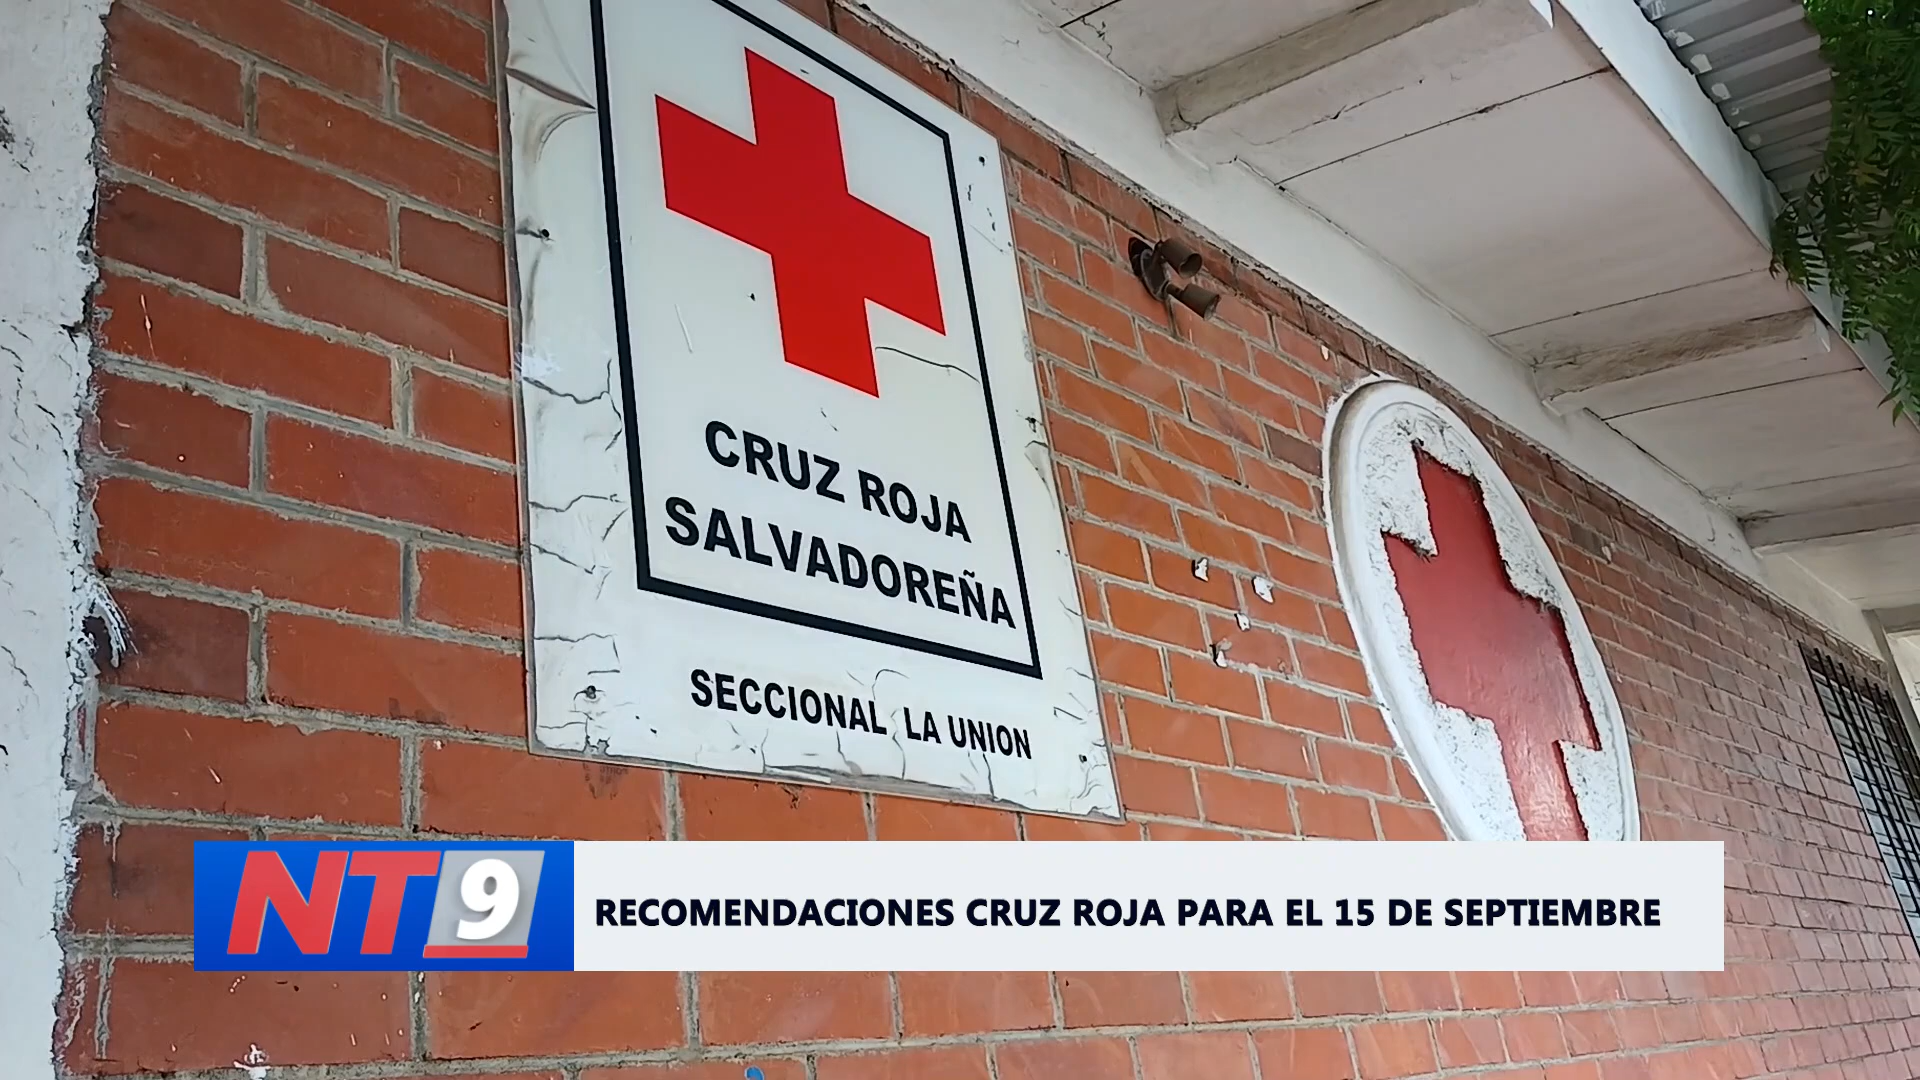 CRUZ ROJA
SALVADOREÑA
SECCIONAL LA UNION
NT9
RECOMENDACIONES CRUZ ROJA PARA EL 15 DE SEPTIEMBRE